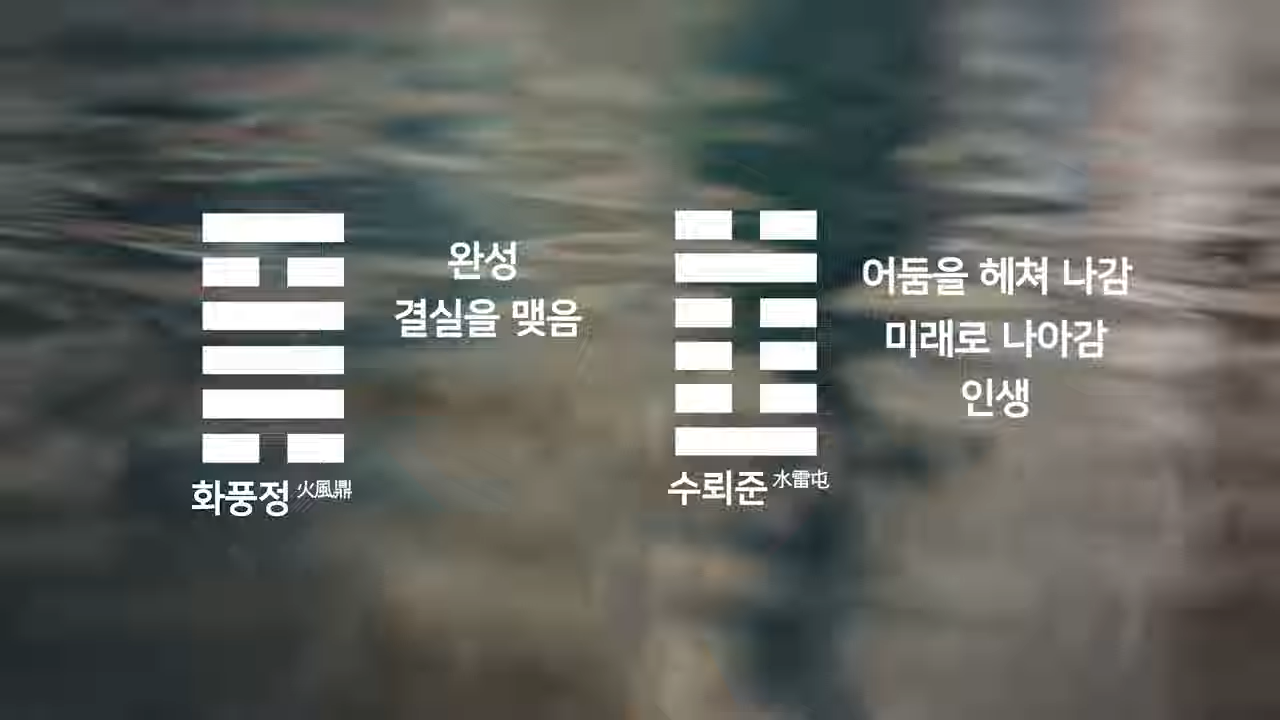 완성
결실을 맺음
화풍정 火風鼎
어둠을 헤쳐 나감
미래로 나아감
인생
수뢰준 水雷屯